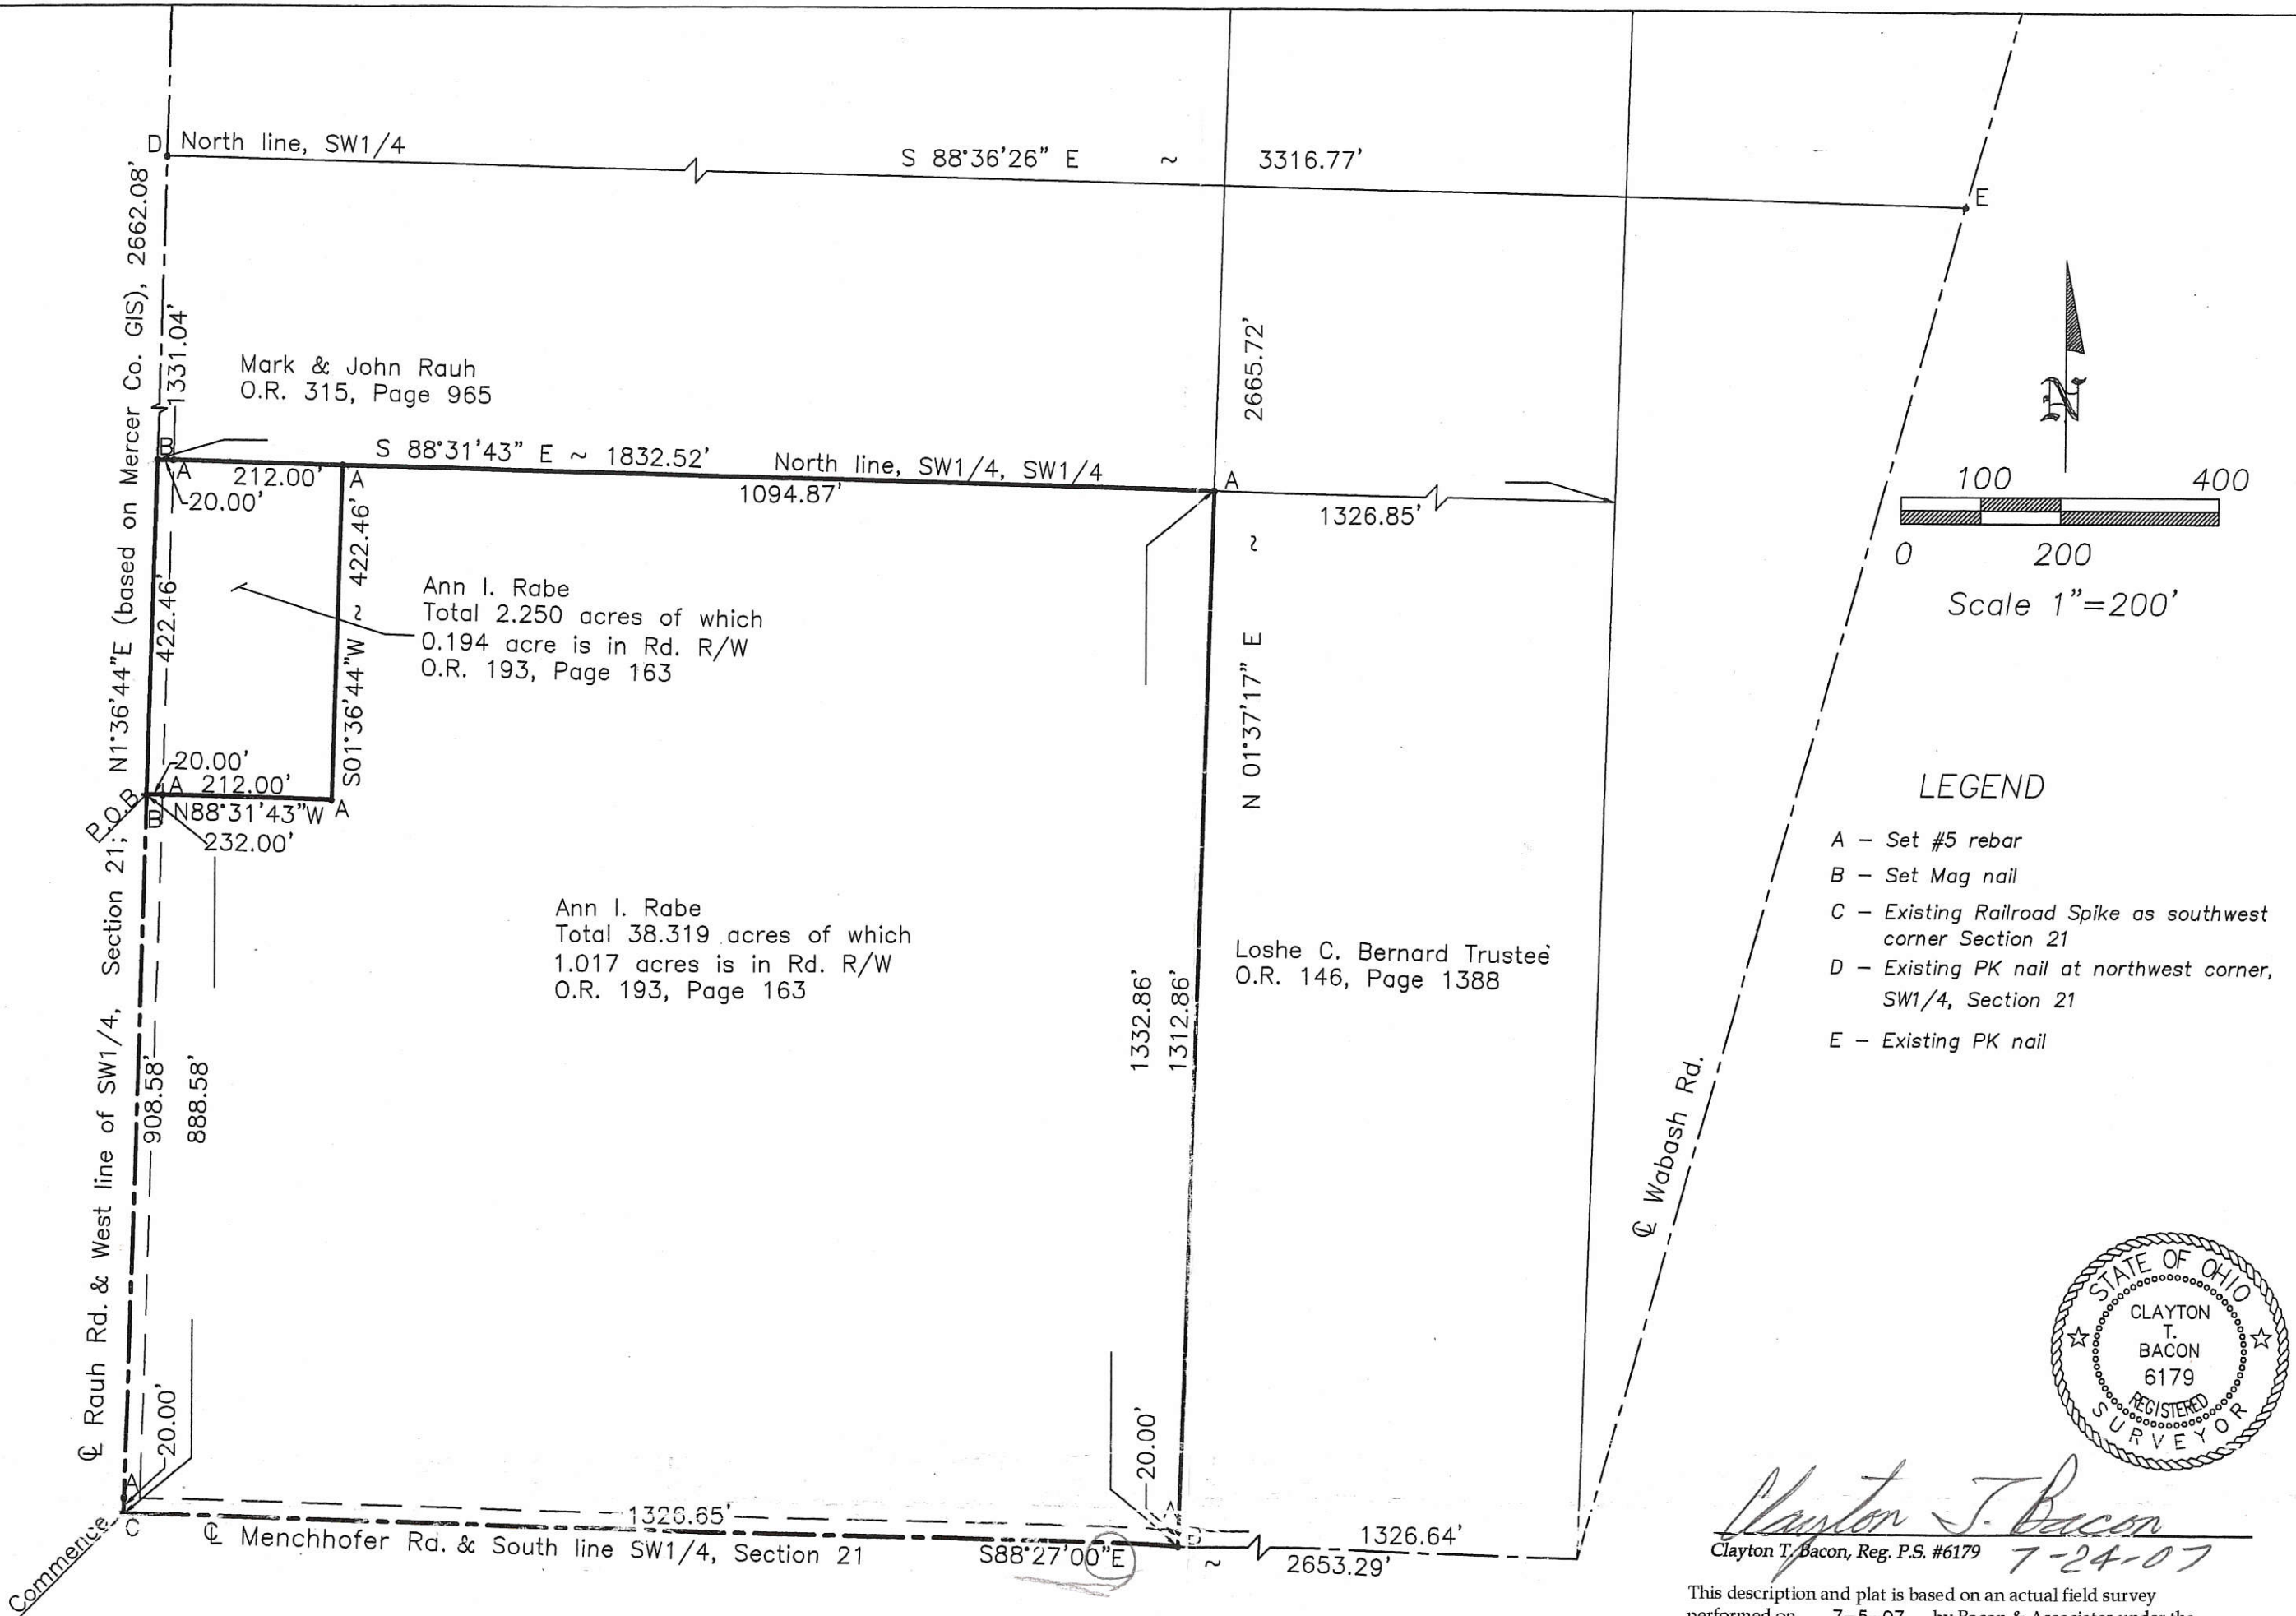 D North line, SW1/4
S 88°36'26" E ~ 3316.77'
E
Mark & John Rauh
O.R. 315, Page 965
1331.04'
2665.72'
N
B
A
212.00'
20.00'
A
S 88°31'43" E ~ 1832.52'
North line, SW1/4, SW1/4
1094.87'
A
1326.85'
100 400
0 200
Scale 1"=200'
℄ Rauh Rd. & West line of SW1/4, Section 21; N1°36'44"E (based on Mercer Co. GIS), 2662.08'
422.46'
S01°36'44"W ~ 422.46'
Ann I. Rabe
Total 2.250 acres of which
0.194 acre is in Rd. R/W
O.R. 193, Page 163
N 01°37'17" E ~ ~
20.00'
A 212.00'
P.O.B.
B
N88°31'43"W A
232.00'
LEGEND
A – Set #5 rebar
B – Set Mag nail
C – Existing Railroad Spike as southwest
corner Section 21
D – Existing PK nail at northwest corner,
SW1/4, Section 21
E – Existing PK nail
Ann I. Rabe
Total 38.319 acres of which
1.017 acres is in Rd. R/W
O.R. 193, Page 163
Loshe C. Bernard Trustee
O.R. 146, Page 1388
908.58'
888.58'
1332.86'
1312.86'
℄ Wabash Rd.
STATE OF OHIO
CLAYTON
T.
BACON
6179
REGISTERED
SURVEYOR
20.00'
20.00'
A
A
B
C
Commence
1326.65'
℄ Menchhofer Rd. & South line SW1/4, Section 21
S88°27'00"E ~ 2653.29'
1326.64'
Clayton T. Bacon
Clayton T. Bacon, Reg. P.S. #6179 7-24-07
This description and plat is based on an actual field survey
performed on 7-5-07 by Bacon & Associates under the